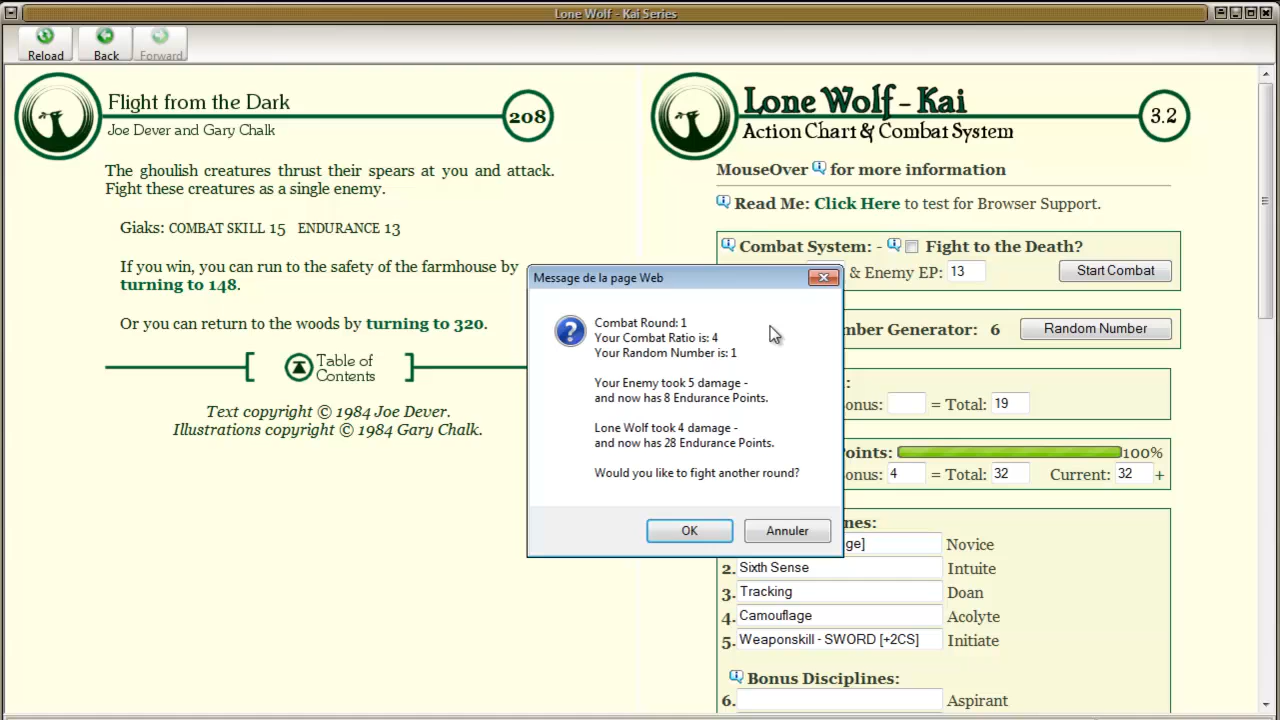 Lone Wolf - Kai Series
Reload
Back
Forward
Flight from the Dark
Joe Dever and Gary Chalk
208
The ghoulish creatures thrust their spears at you and attack.
Fight these creatures as a single enemy.
Giaks: COMBAT SKILL 15 ENDURANCE 13
If you win, you can run to the safety of the farmhouse by
turning to 148.
Or you can return to the woods by turning to 320.
Table of
Contents
Text copyright © 1984 Joe Dever.
Illustrations copyright © 1984 Gary Chalk.
Lone Wolf - Kai
Action Chart & Combat System
3.2
MouseOver for more information
Read Me: Click Here to test for Browser Support.
Combat System: - Fight to the Death?
& Enemy EP: 13 Start Combat
mber Generator: 6 Random Number
onus: = Total: 19
Points: 100%
onus: 4 = Total: 32 Current: 32 +
nes:
ge] Novice
2. Sixth Sense Intuite
3. Tracking Doan
4. Camouflage Acolyte
5. Weaponskill - SWORD [+2CS] Initiate
Bonus Disciplines:
6. Aspirant
Message de la page Web
Combat Round: 1
Your Combat Ratio is: 4
Your Random Number is: 1
Your Enemy took 5 damage -
and now has 8 Endurance Points.
Lone Wolf took 4 damage -
and now has 28 Endurance Points.
Would you like to fight another round?
OK
Annuler